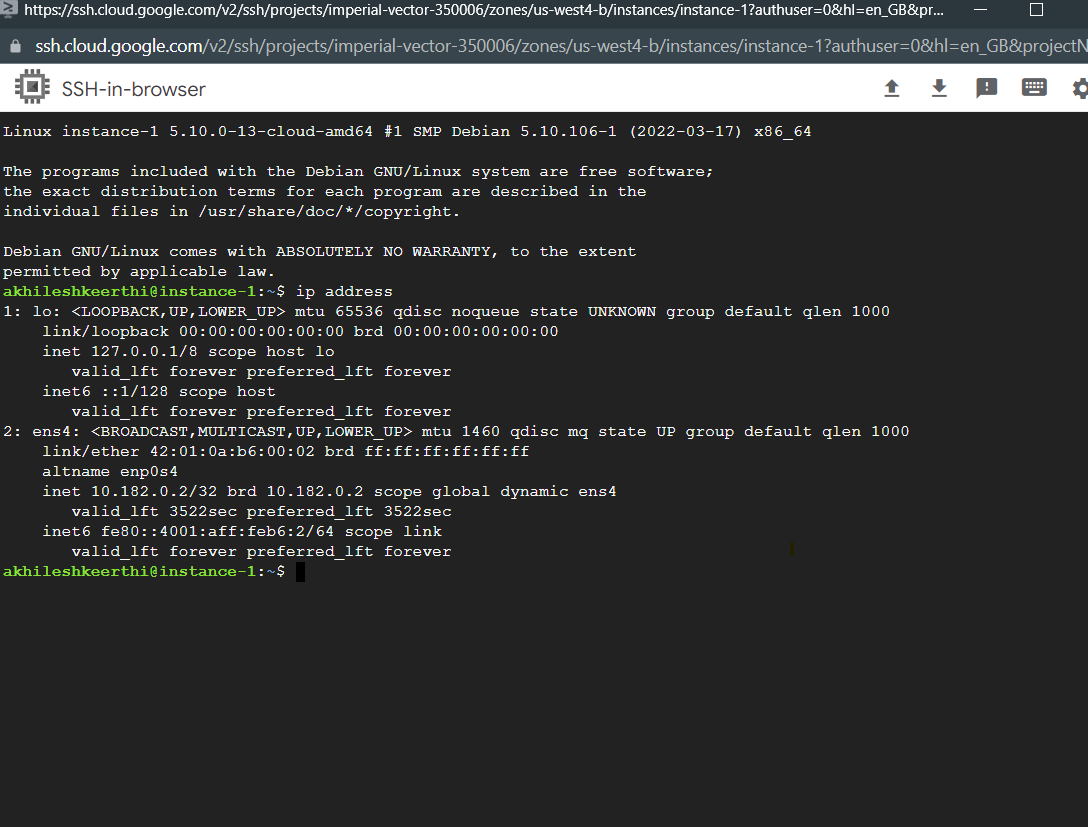 https://ssh.cloud.google.com/v2/ssh/projects/imperial-vector-350006/zones/us-west4-b/instances/instance-1?authuser=0&hl=en_GB&pr...
ssh.cloud.google.com/v2/ssh/projects/imperial-vector-350006/zones/us-west4-b/instances/instance-1?authuser=0&hl=en_GB&projectN
SSH-in-browser
Linux instance-1 5.10.0-13-cloud-amd64 #1 SMP Debian 5.10.106-1 (2022-03-17) x86_64
The programs included with the Debian GNU/Linux system are free software;
the exact distribution terms for each program are described in the
individual files in /usr/share/doc/*/copyright.
Debian GNU/Linux comes with ABSOLUTELY NO WARRANTY, to the extent
permitted by applicable law.
akhileshkeerthi@instance-1:~$ ip address
1: lo: <LOOPBACK,UP,LOWER_UP> mtu 65536 qdisc noqueue state UNKNOWN group default qlen 1000
    link/loopback 00:00:00:00:00:00 brd 00:00:00:00:00:00
    inet 127.0.0.1/8 scope host lo
       valid_lft forever preferred_lft forever
    inet6 ::1/128 scope host
       valid_lft forever preferred_lft forever
2: ens4: <BROADCAST,MULTICAST,UP,LOWER_UP> mtu 1460 qdisc mq state UP group default qlen 1000
    link/ether 42:01:0a:b6:00:02 brd ff:ff:ff:ff:ff:ff
    altname enp0s4
    inet 10.182.0.2/32 brd 10.182.0.2 scope global dynamic ens4
       valid_lft 3522sec preferred_lft 3522sec
    inet6 fe80::4001:aff:feb6:2/64 scope link
       valid_lft forever preferred_lft forever
akhileshkeerthi@instance-1:~$